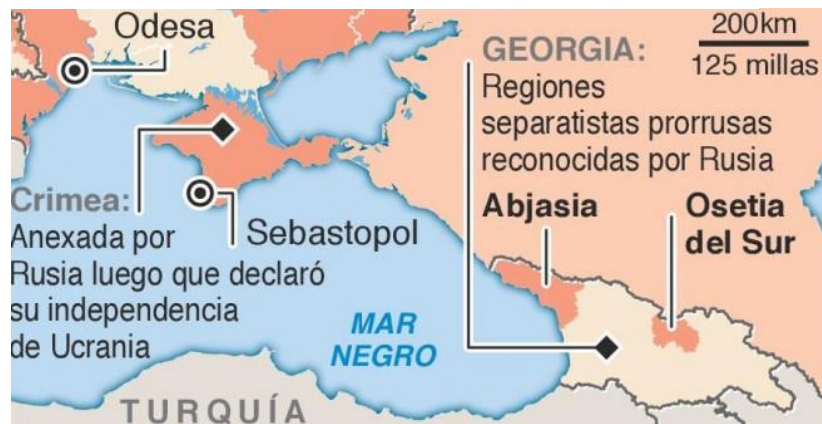 Odesa
Crimea:
Anexada por
Rusia luego que declaró
su independencia
de Ucrania
Sebastopol
MAR
NEGRO
TURQUÍA
GEORGIA:
Regiones
separatistas prorrusas
reconocidas por Rusia
Abjasia
Osetia
del Sur
200km
125 millas